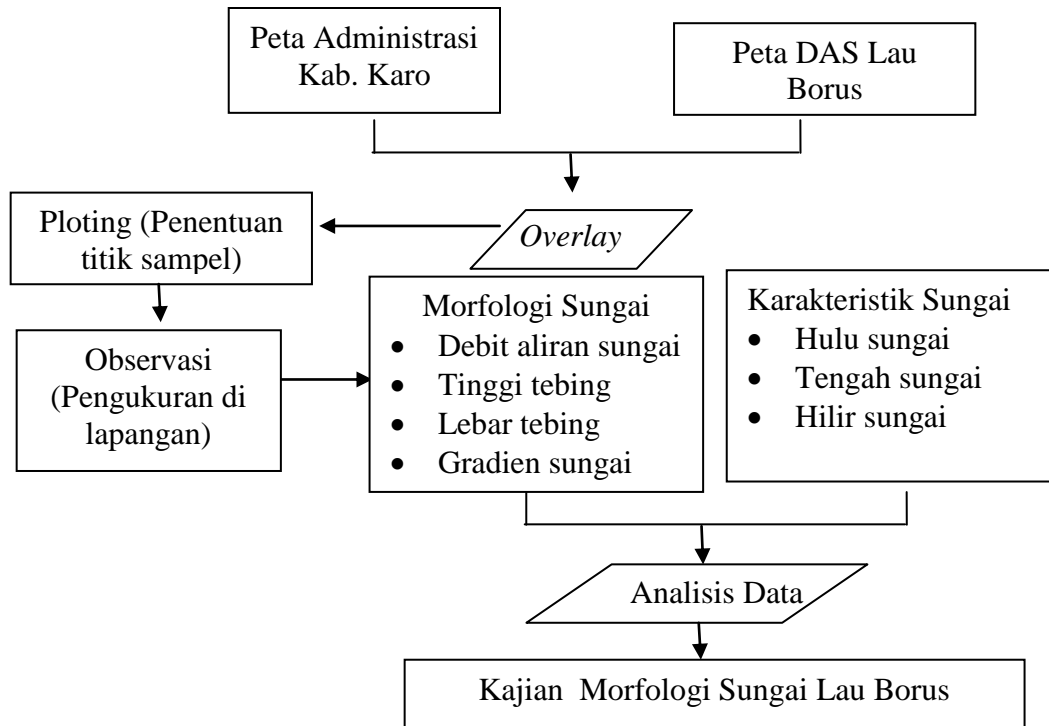 Peta Administrasi
Kab. Karo
Peta DAS Lau
Borus
Overlay
Ploting (Penentuan
titik sampel)
Observasi
(Pengukuran di
lapangan)
Morfologi Sungai
• Debit aliran sungai
• Tinggi tebing
• Lebar tebing
• Gradien sungai
Karakteristik Sungai
• Hulu sungai
• Tengah sungai
• Hilir sungai
Analisis Data
Kajian Morfologi Sungai Lau Borus